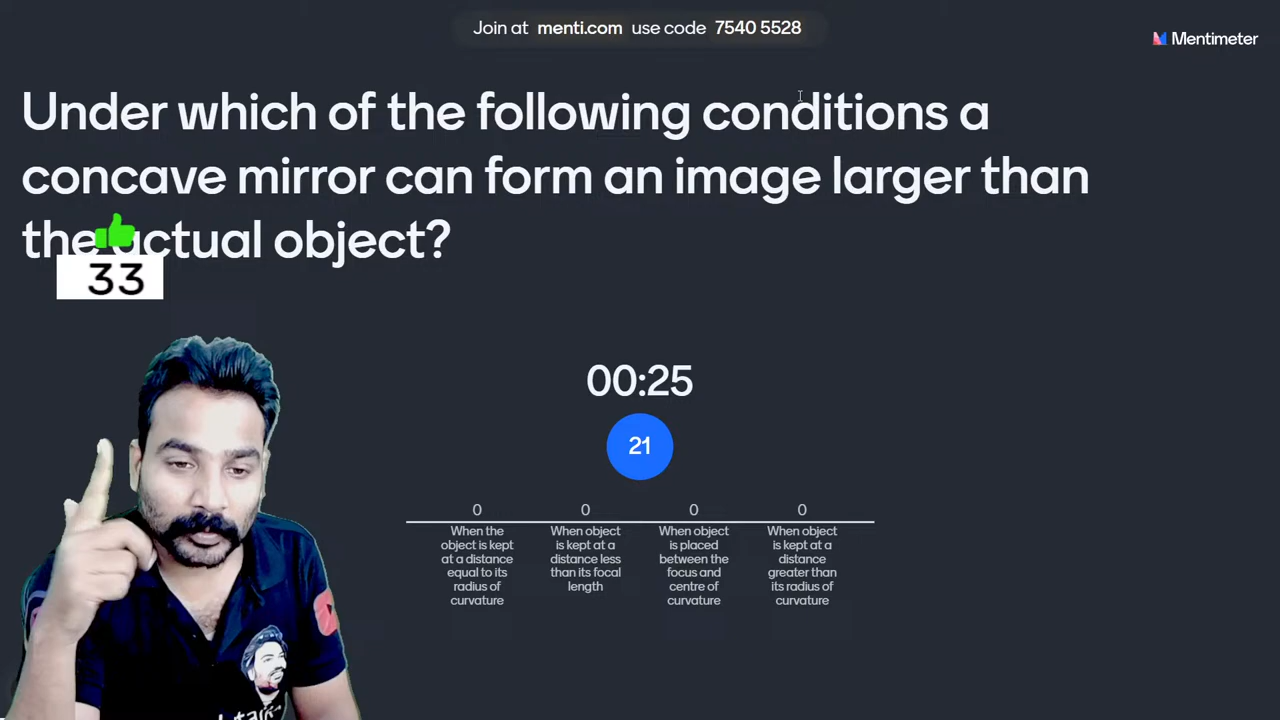 Join at menti.com use code 7540 5528
Mentimeter
Under which of the following conditions a
concave mirror can form an image larger than
the actual object?
33
00:25
21
0
When the
object is kept
at a distance
equal to its
radius of
curvature
0
When object
is kept at a
distance less
than its focal
length
0
When object
is placed
between the
focus and
centre of
curvature
0
When object
is kept at a
distance
greater than
its radius of
curvature